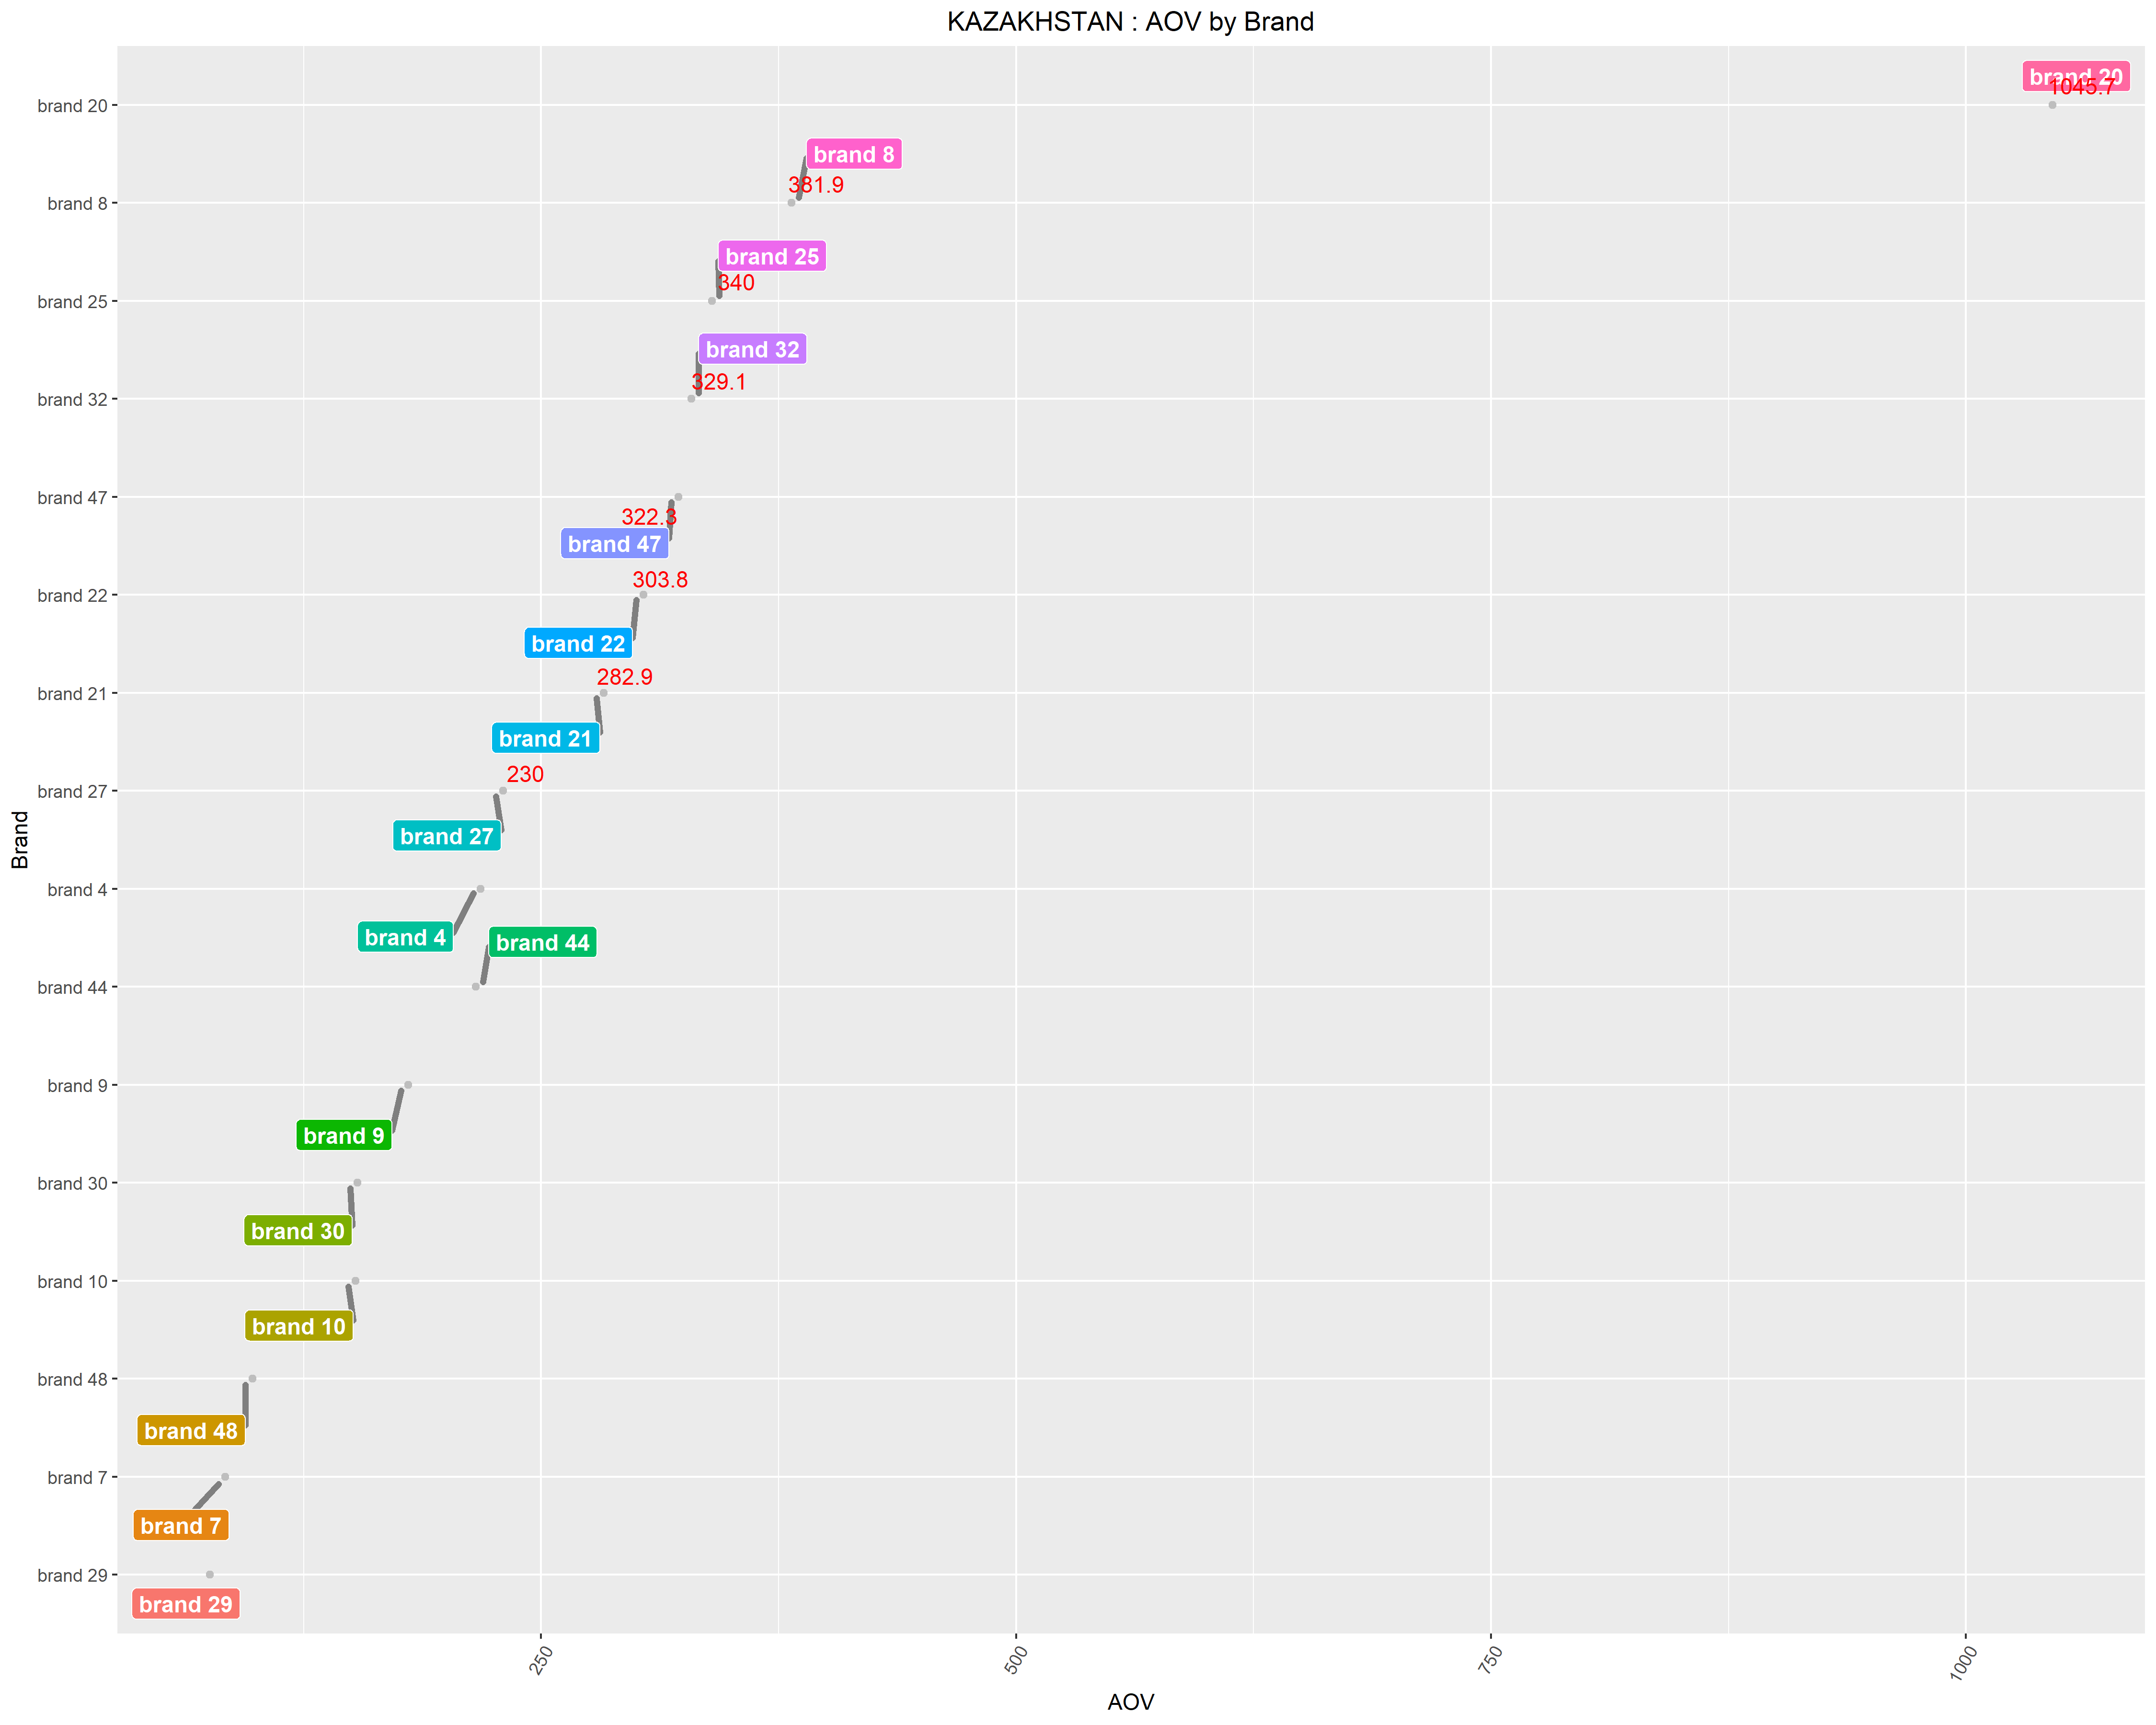 KAZAKHSTAN : AOV by Brand
brand 20
brand 20
1045.7
brand 8
381.9
brand 8
brand 25
340
brand 25
brand 32
329.1
brand 32
brand 47
322.3
brand 47
303.8
brand 22
brand 22
282.9
brand 21
brand 21
230
brand 27
brand 27
brand 4
brand 4
brand 44
brand 44
brand 9
brand 9
brand 30
brand 30
brand 10
brand 10
brand 48
brand 48
brand 7
brand 7
brand 29
brand 29
Brand
250
500
750
1000
AOV